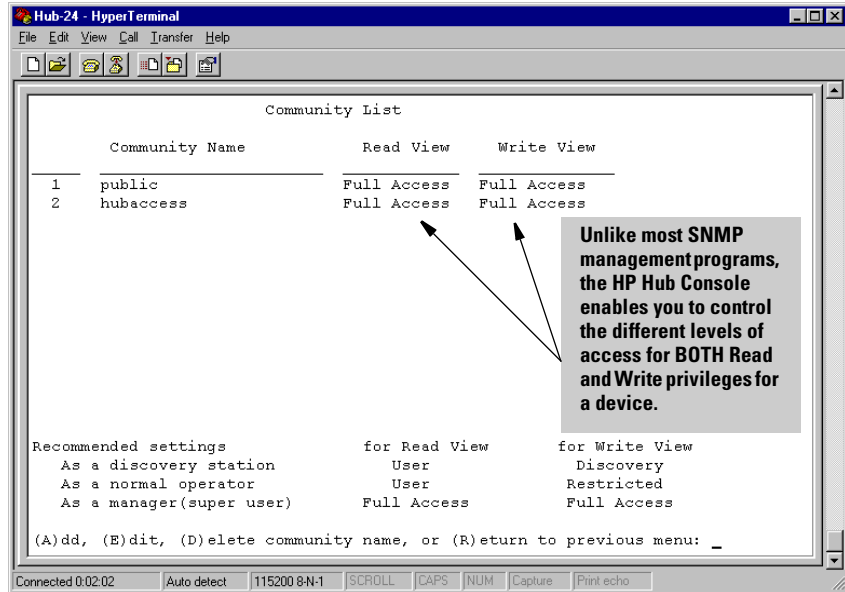 Hub-24 - HyperTerminal
File Edit View Call Transfer Help
Community List
Community Name Read View Write View
1 public Full Access Full Access
2 hubaccess Full Access Full Access
Unlike most SNMP
management programs,
the HP Hub Console
enables you to control
the different levels of
access for BOTH Read
and Write privileges for
a device.
Recommended settings for Read View for Write View
As a discovery station User Discovery
As a normal operator User Restricted
As a manager(super user) Full Access Full Access
(A)dd, (E)dit, (D)elete community name, or (R)eturn to previous menu: _
Connected 0:02:02 Auto detect 115200 8-N-1 SCROLL CAPS NUM Capture Print echo